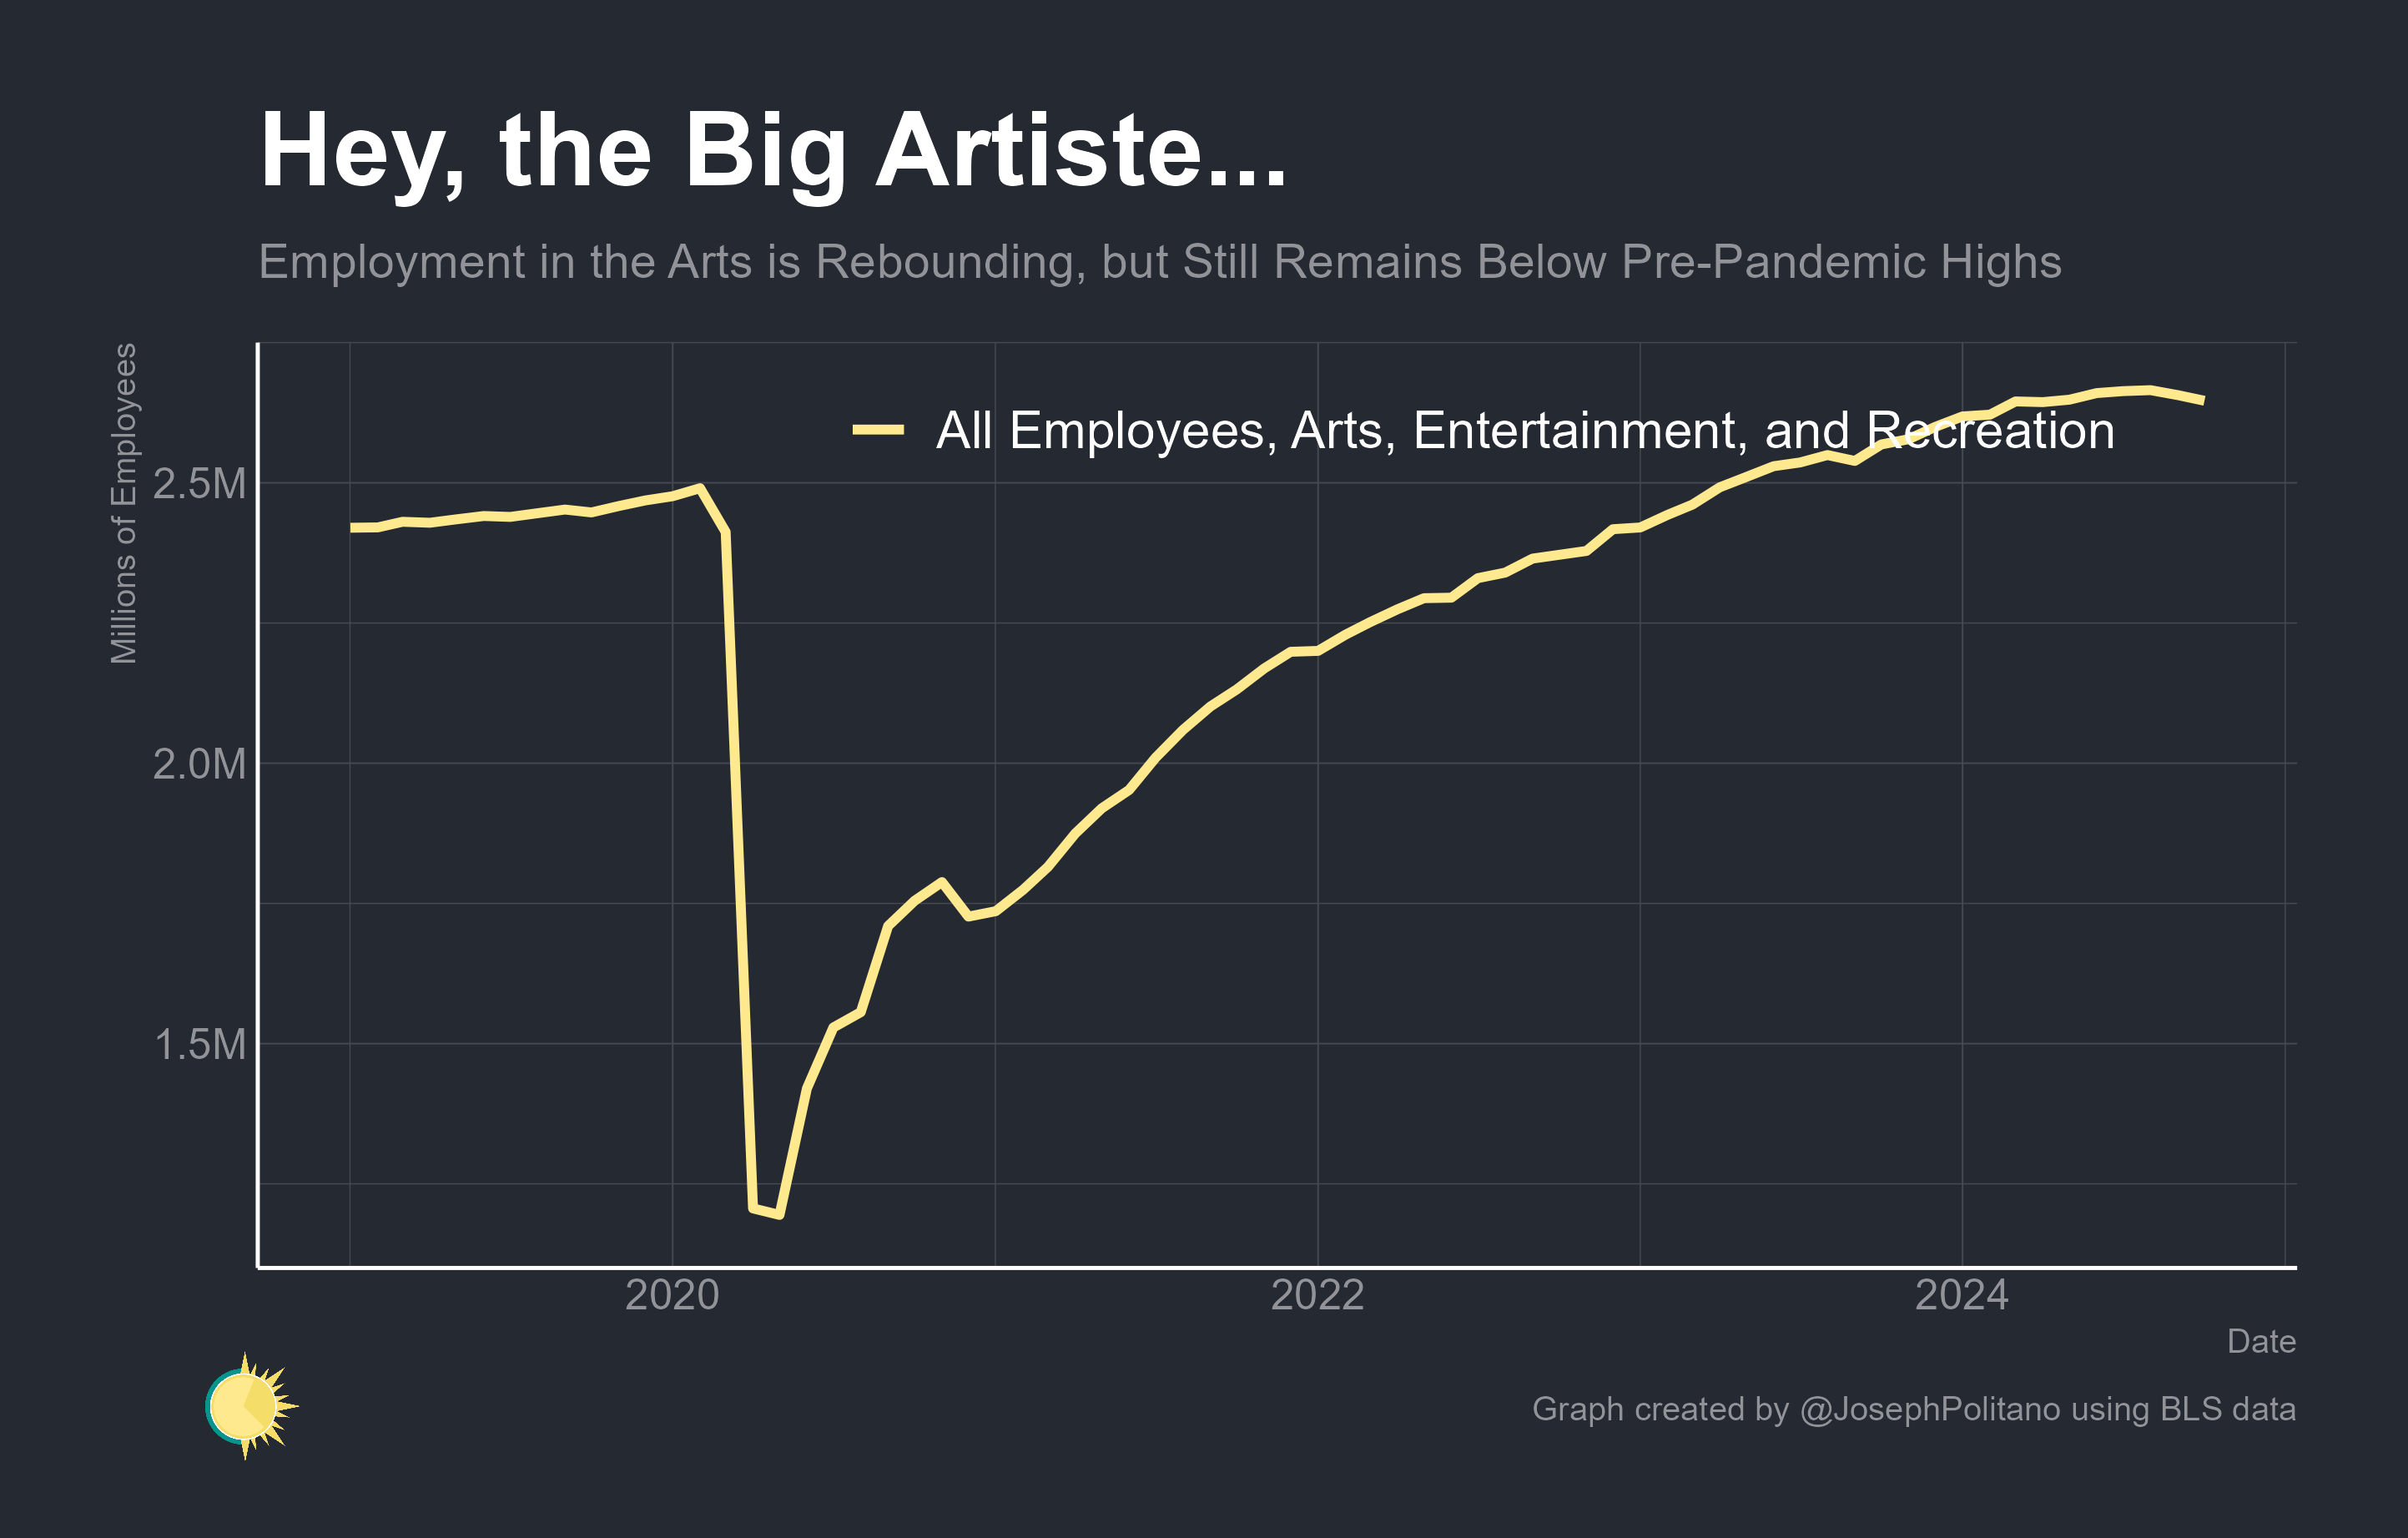 Hey, the Big Artiste...
Employment in the Arts is Rebounding, but Still Remains Below Pre-Pandemic Highs
Millions of Employees
All Employees, Arts, Entertainment, and Recreation
2.5M
2.0M
1.5M
2020
2022
2024
Date
Graph created by @JosephPolitano using BLS data